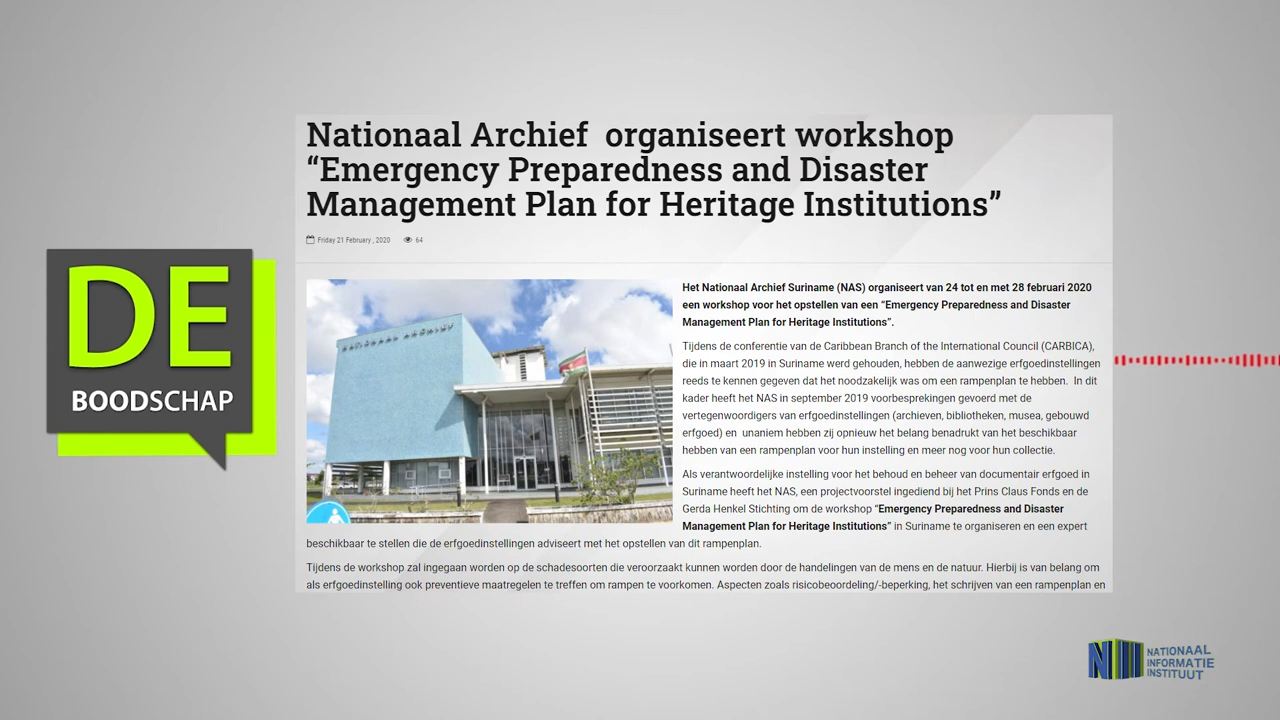 Nationaal Archief organiseert workshop
“Emergency Preparedness and Disaster
Management Plan for Heritage Institutions”
Friday 21 February , 2020 64
DE
BOODSCHAP
NATIONAAL ARCHIEF
Het Nationaal Archief Suriname (NAS) organiseert van 24 tot en met 28 februari 2020
een workshop voor het opstellen van een “Emergency Preparedness and Disaster
Management Plan for Heritage Institutions”.
Tijdens de conferentie van de Caribbean Branch of the International Council (CARBICA),
die in maart 2019 in Suriname werd gehouden, hebben de aanwezige erfgoedinstellingen
reeds te kennen gegeven dat het noodzakelijk was om een rampenplan te hebben. In dit
kader heeft het NAS in september 2019 voorbesprekingen gevoerd met de
vertegenwoordigers van erfgoedinstellingen (archieven, bibliotheken, musea, gebouwd
erfgoed) en unaniem hebben zij opnieuw het belang benadrukt van het beschikbaar
hebben van een rampenplan voor hun instelling en meer nog voor hun collectie.
Als verantwoordelijke instelling voor het behoud en beheer van documentair-erfgoed in
Suriname heeft het NAS, een projectvoorstel ingediend bij het Prins Claus Fonds en de
Gerda Henkel Stichting om de workshop “Emergency Preparedness and Disaster
Management Plan for Heritage Institutions” in Suriname te organiseren en een expert
beschikbaar te stellen die de erfgoedinstellingen adviseert met het opstellen van dit rampenplan.
Tijdens de workshop zal ingegaan worden op de schadesoorten die veroorzaakt kunnen worden door de handelingen van de mens en de natuur. Hierbij is van belang om
als erfgoedinstelling ook preventieve maatregelen te treffen om rampen te voorkomen. Aspecten zoals risicobeoordeling/-beperking, het schrijven van een rampenplan en
NII
NATIONAAL
INFORMATIE
INSTITUUT